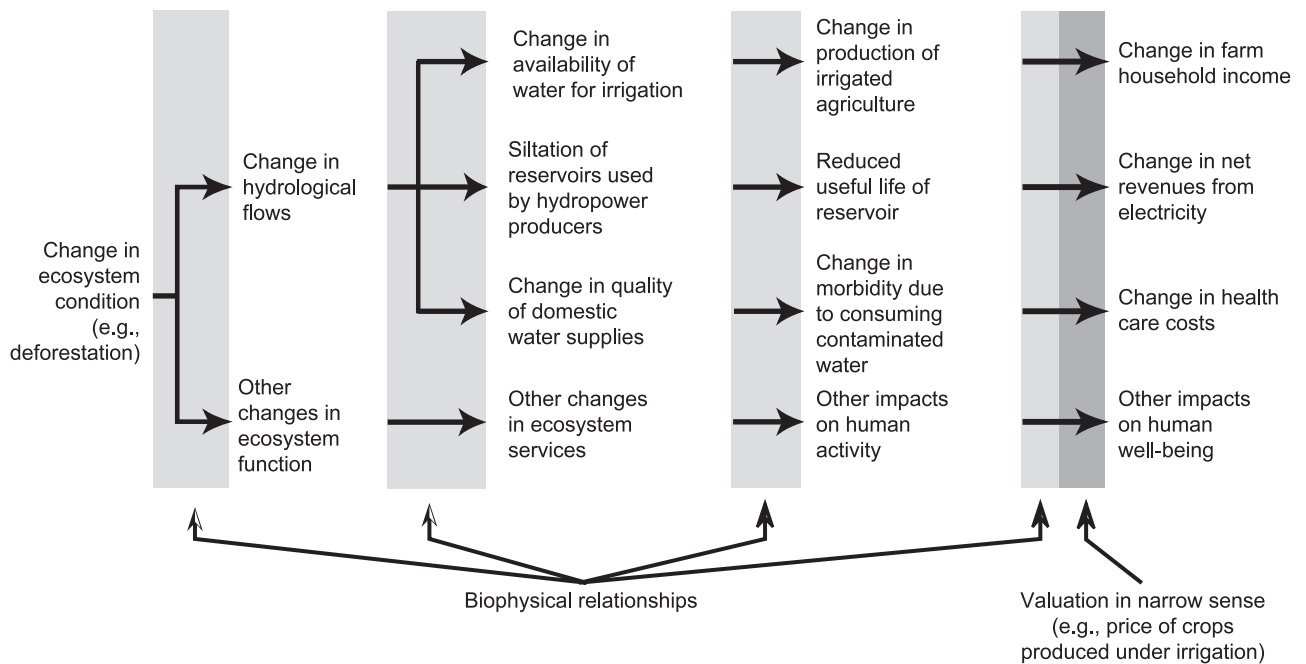 Change in
ecosystem
condition
(e.g.,
deforestation)
Change in
hydrological
flows
Other
changes in
ecosystem
function
Change in
availability of
water for irrigation
Siltation of
reservoirs used
by hydropower
producers
Change in quality
of domestic
water supplies
Other changes
in ecosystem
services
Change in
production of
irrigated
agriculture
Reduced
useful life of
reservoir
Change in
morbidity due
to consuming
contaminated
water
Other impacts
on human
activity
Change in farm
household income
Change in net
revenues from
electricity
Change in health
care costs
Other impacts
on human
well-being
Biophysical relationships
Valuation in narrow sense
(e.g., price of crops
produced under irrigation)